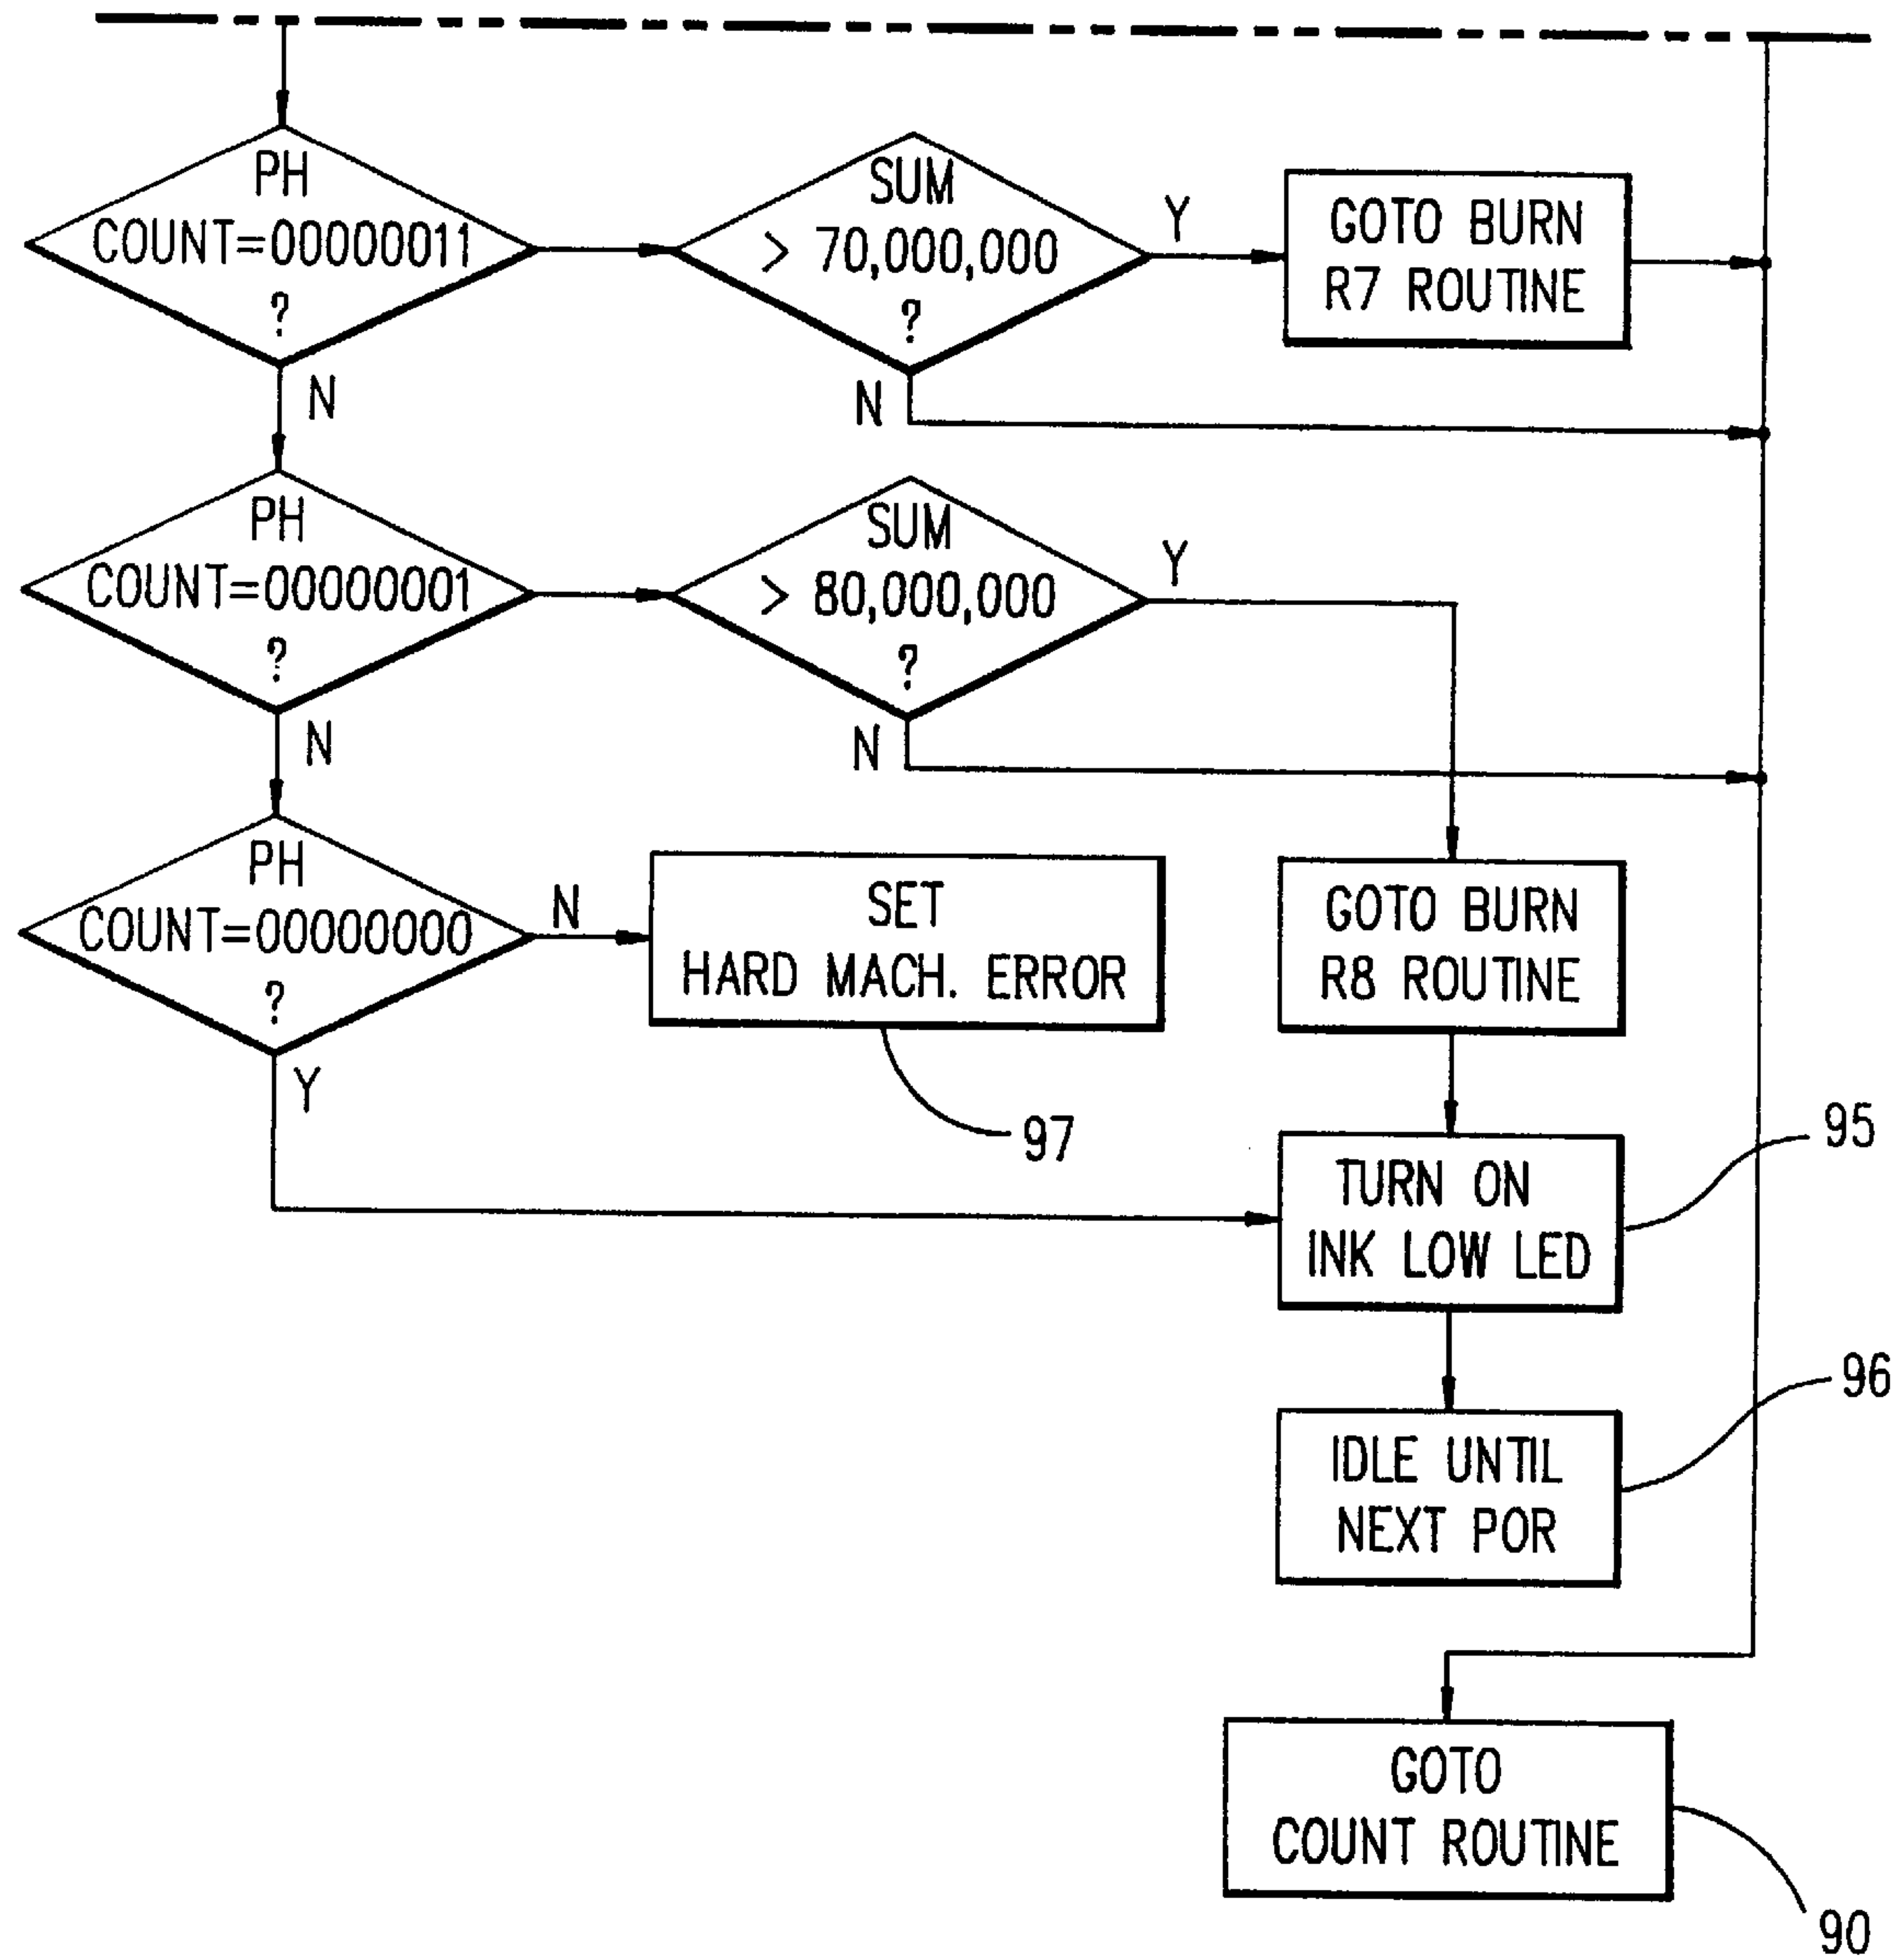 PH
COUNT=00000011
?
N
SUM
> 70,000,000
?
Y
N
GOTO BURN
R7 ROUTINE
PH
COUNT=00000001
?
N
SUM
> 80,000,000
?
Y
N
PH
COUNT=00000000
?
N
Y
SET
HARD MACH. ERROR
97
GOTO BURN
R8 ROUTINE
TURN ON
INK LOW LED
95
IDLE UNTIL
NEXT POR
96
GOTO
COUNT ROUTINE
90